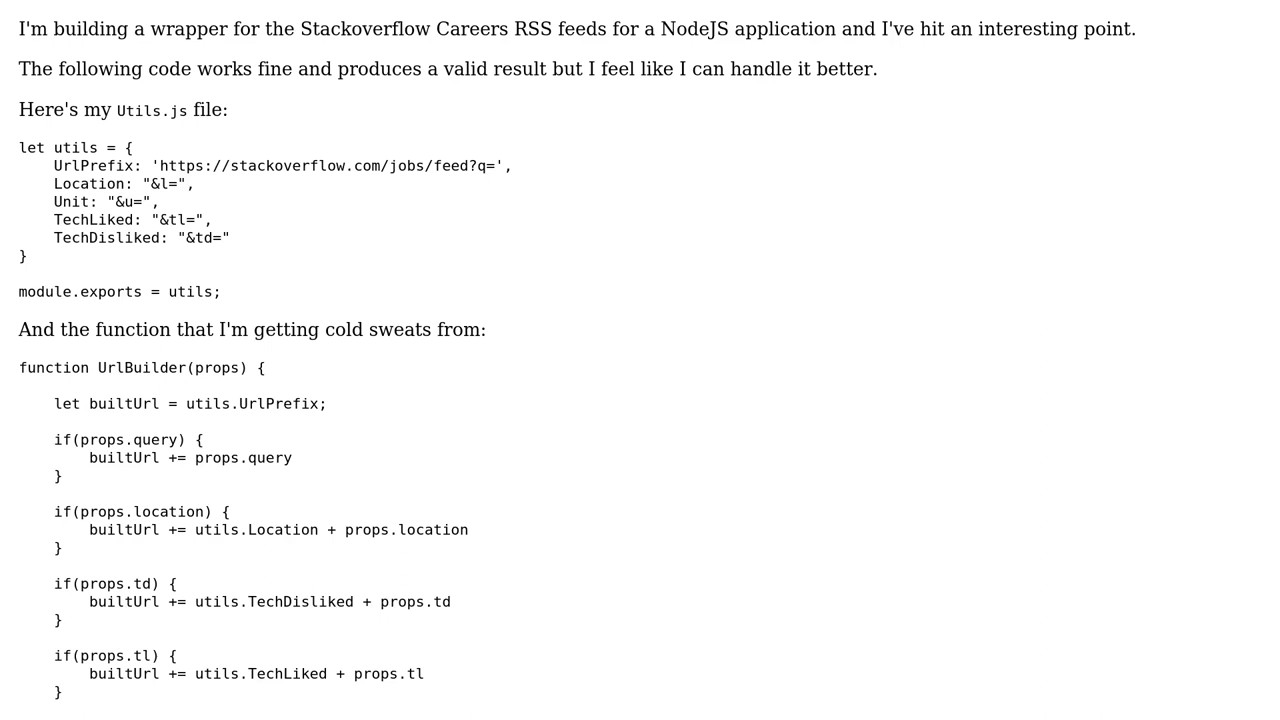 I'm building a wrapper for the Stackoverflow Careers RSS feeds for a NodeJS application and I've hit an interesting point.
The following code works fine and produces a valid result but I feel like I can handle it better.
Here's my Utils.js file:
let utils = {
    UrlPrefix: 'https://stackoverflow.com/jobs/feed?q=',
    Location: "&l=",
    Unit: "&u=",
    TechLiked: "&tl=",
    TechDisliked: "&td="
}
module.exports = utils;
And the function that I'm getting cold sweats from:
function UrlBuilder(props) {
    let builtUrl = utils.UrlPrefix;
    if(props.query) {
        builtUrl += props.query
    }
    if(props.location) {
        builtUrl += utils.Location + props.location
    }
    if(props.td) {
        builtUrl += utils.TechDisliked + props.td
    }
    if(props.tl) {
        builtUrl += utils.TechLiked + props.tl
    }